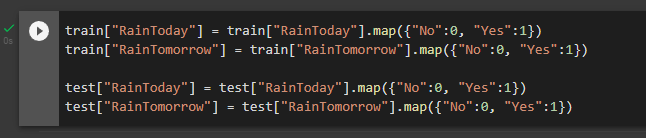 train["RainToday"] = train["RainToday"].map({"No":0, "Yes":1})
train["RainTomorrow"] = train["RainTomorrow"].map({"No":0, "Yes":1})
test["RainToday"] = test["RainToday"].map({"No":0, "Yes":1})
test["RainTomorrow"] = test["RainTomorrow"].map({"No":0, "Yes":1})
0s